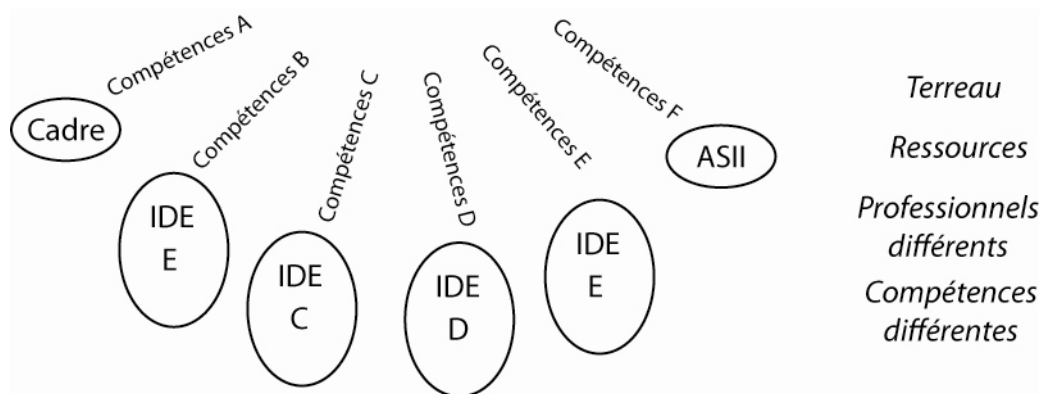 Compétences A
Compétences B
Compétences C
Compétences D
Compétences E
Compétences F
Cadre
IDE
E
IDE
C
IDE
D
IDE
E
ASII
Terreau
Ressources
Professionnels
différents
Compétences
différentes